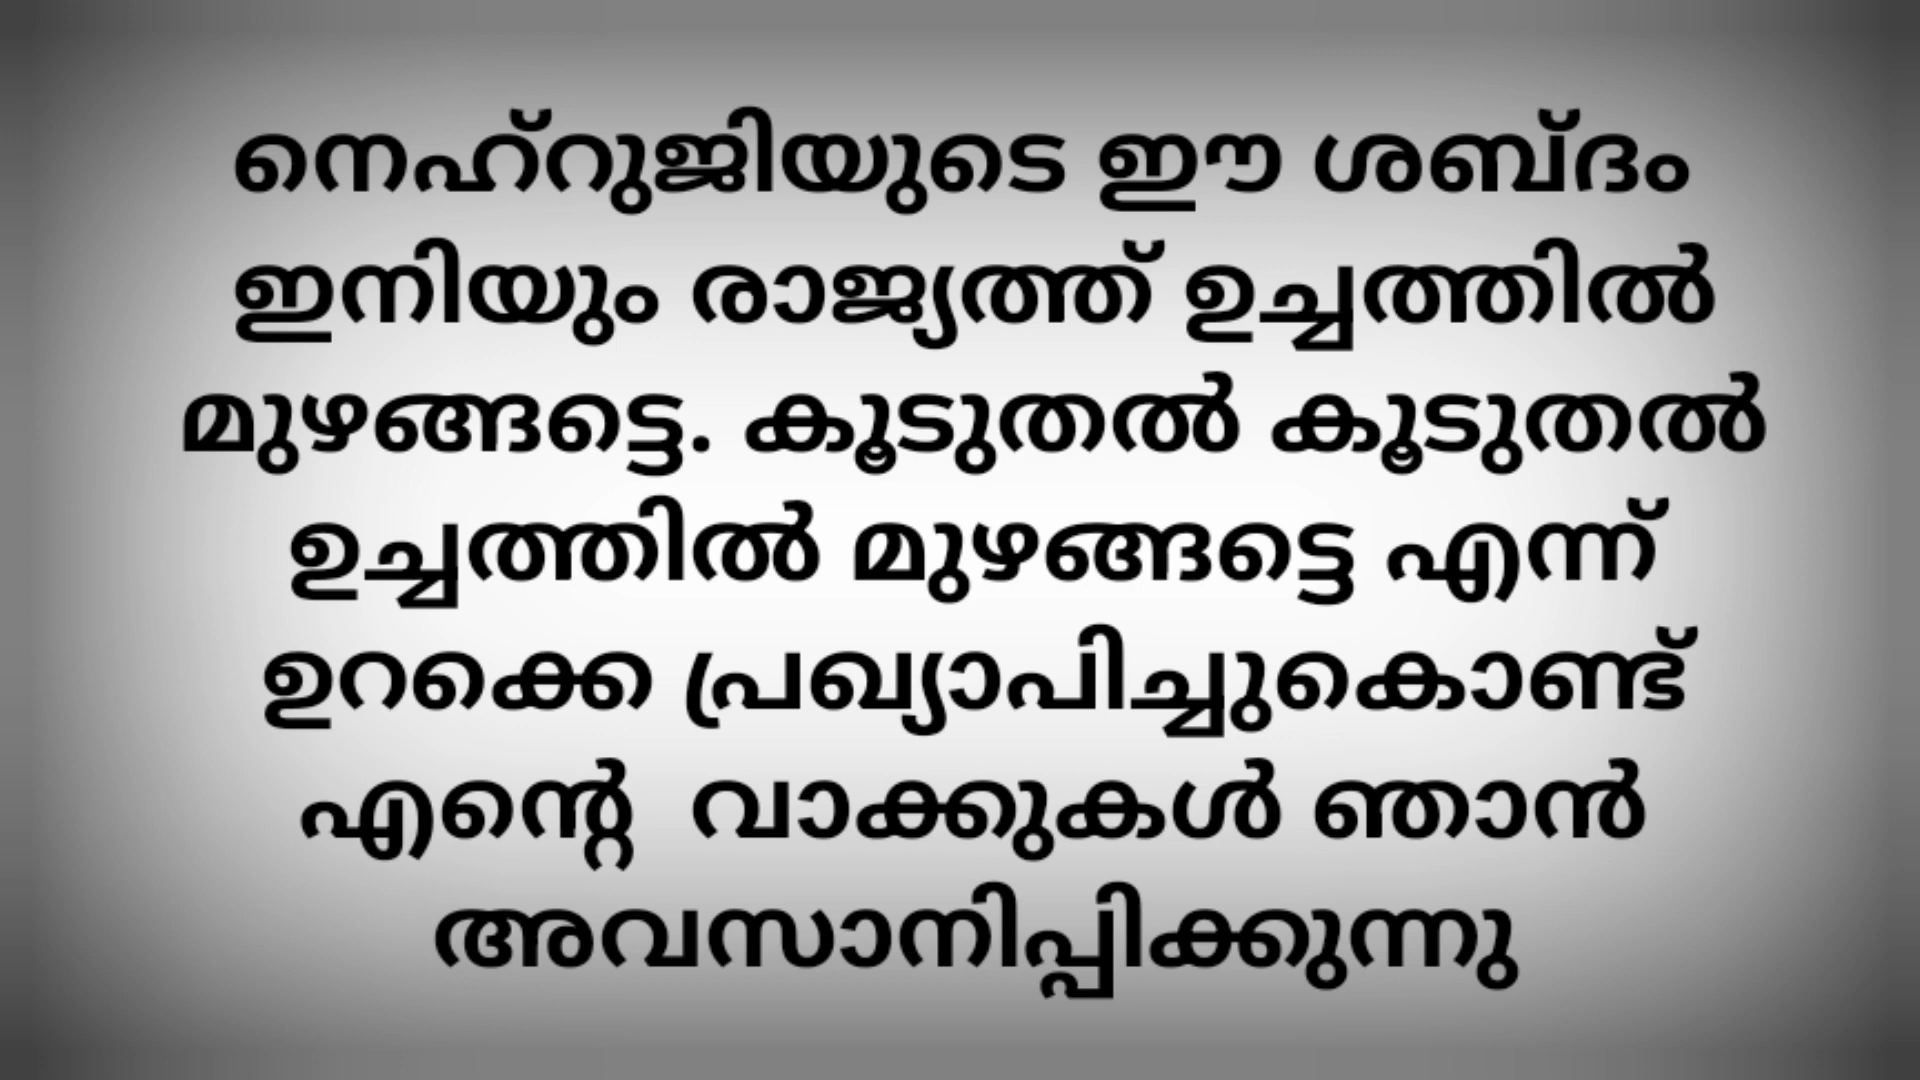 നെഹ്റുജിയുടെ ഈ ശബ്ദം
ഇനിയും രാജ്യത്ത് ഉച്ചത്തിൽ
മുഴങ്ങട്ടെ. കൂടുതൽ കൂടുതൽ
ഉച്ചത്തിൽ മുഴങ്ങട്ടെ എന്ന്
ഉറക്കെ പ്രഖ്യാപിച്ചുകൊണ്ട്
എന്റെ വാക്കുകൾ ഞാൻ
അവസാനിപ്പിക്കുന്നു